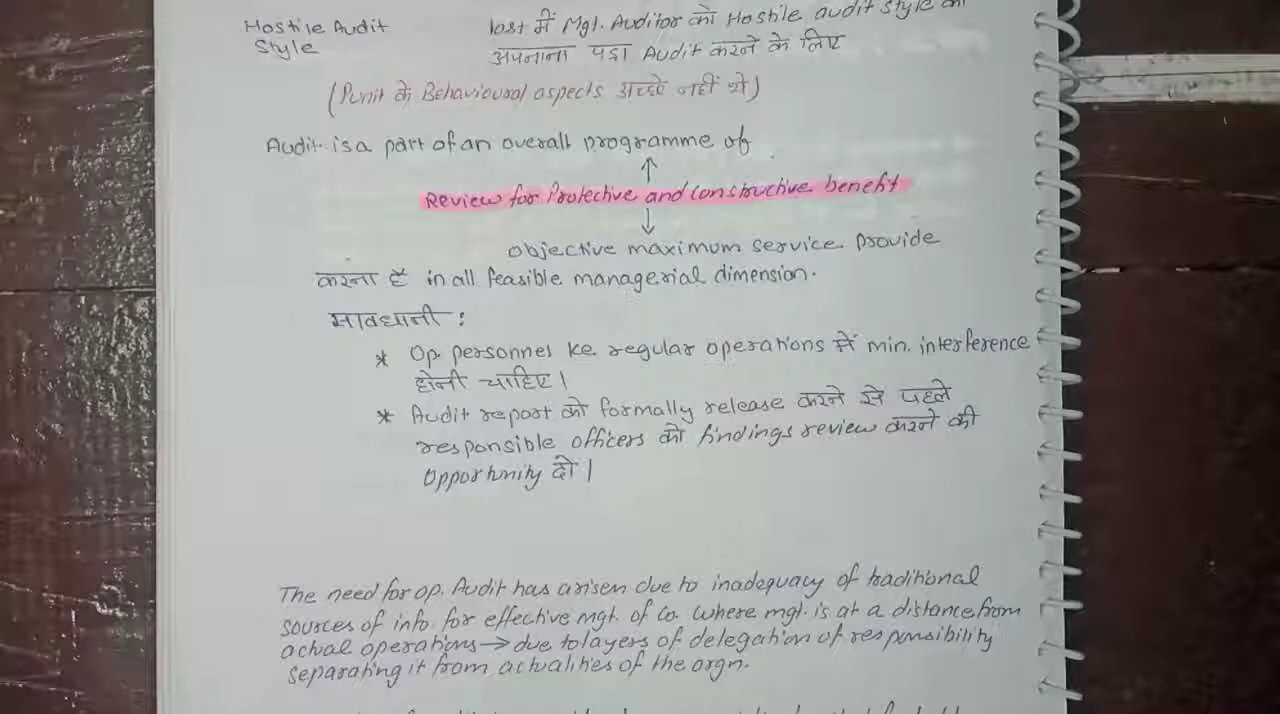 Hostile Audit last में Mgt. Auditor को Hostile audit style को
Style अपनाना पड़ा Audit करने के लिए
(Punit के Behavioural aspects अच्छे नहीं थे)
Audit is a part of an overall programme of
↑
Review for Protective and constructive benefit
↓
objective maximum service provide
करना है in all feasible managerial dimension.
सावधानी :
* Op. personnel ke regular operations में min. interference
होनी चाहिए।
* Audit report को formally release करने से पहले
responsible officers को findings review करने की
Opportunity दो।
The need for op. Audit has arisen due to inadequacy of traditional
sources of info. for effective mgt. of Co. where mgt. is at a distance from
actual operations → due to layers of delegation of responsibility
separating it from actualities of the orgn.